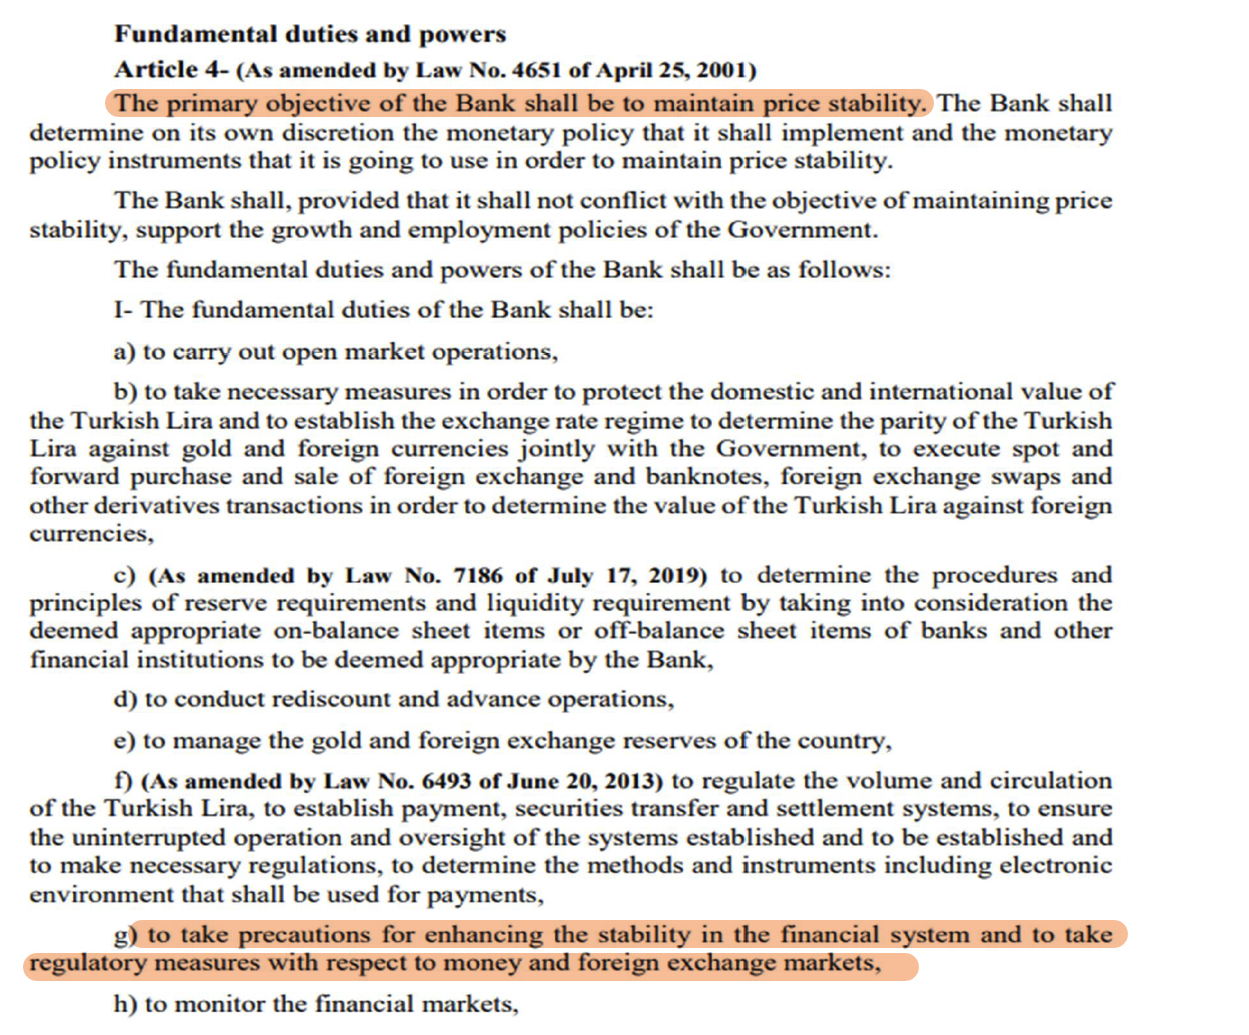 Fundamental duties and powers
Article 4- (As amended by Law No. 4651 of April 25, 2001)
The primary objective of the Bank shall be to maintain price stability. The Bank shall
determine on its own discretion the monetary policy that it shall implement and the monetary
policy instruments that it is going to use in order to maintain price stability.
The Bank shall, provided that it shall not conflict with the objective of maintaining price
stability, support the growth and employment policies of the Government.
The fundamental duties and powers of the Bank shall be as follows:
I- The fundamental duties of the Bank shall be:
a) to carry out open market operations,
b) to take necessary measures in order to protect the domestic and international value of
the Turkish Lira and to establish the exchange rate regime to determine the parity of the Turkish
Lira against gold and foreign currencies jointly with the Government, to execute spot and
forward purchase and sale of foreign exchange and banknotes, foreign exchange swaps and
other derivatives transactions in order to determine the value of the Turkish Lira against foreign
currencies,
c) (As amended by Law No. 7186 of July 17, 2019) to determine the procedures and
principles of reserve requirements and liquidity requirement by taking into consideration the
deemed appropriate on-balance sheet items or off-balance sheet items of banks and other
financial institutions to be deemed appropriate by the Bank,
d) to conduct rediscount and advance operations,
e) to manage the gold and foreign exchange reserves of the country,
f) (As amended by Law No. 6493 of June 20, 2013) to regulate the volume and circulation
of the Turkish Lira, to establish payment, securities transfer and settlement systems, to ensure
the uninterrupted operation and oversight of the systems established and to be established and
to make necessary regulations, to determine the methods and instruments including electronic
environment that shall be used for payments,
g) to take precautions for enhancing the stability in the financial system and to take
regulatory measures with respect to money and foreign exchange markets,
h) to monitor the financial markets,